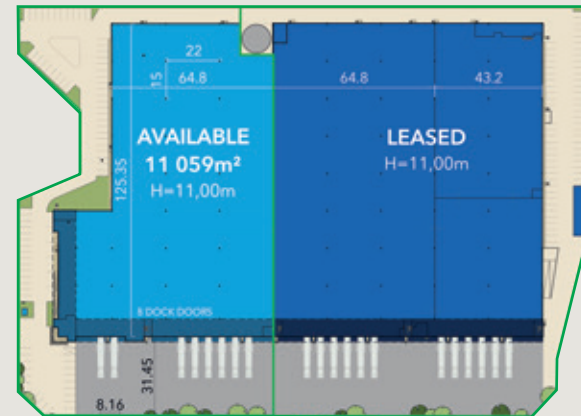 22
15
64.8
64.8
43.2
AVAILABLE
11 059m²
H=11,00m
LEASED
H=11,00m
125.35
8 DOCK DOORS
31.45
8.16